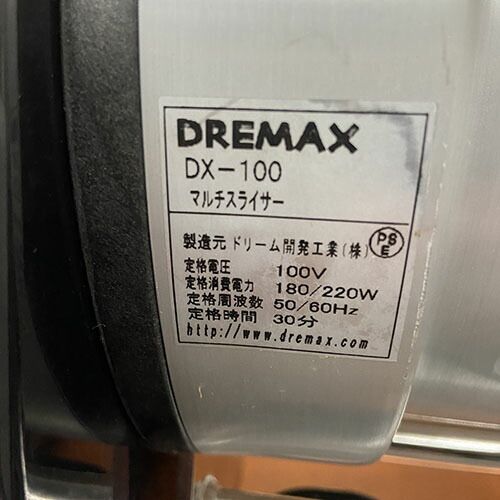 DREMAX
DX-100
マルチスライサー
製造元 ドリーム開発工業(株) PSE
定格電圧 100V
定格消費電力 180/220W
定格周波数 50/60Hz
定格時間 30分
http://www.dremax.com